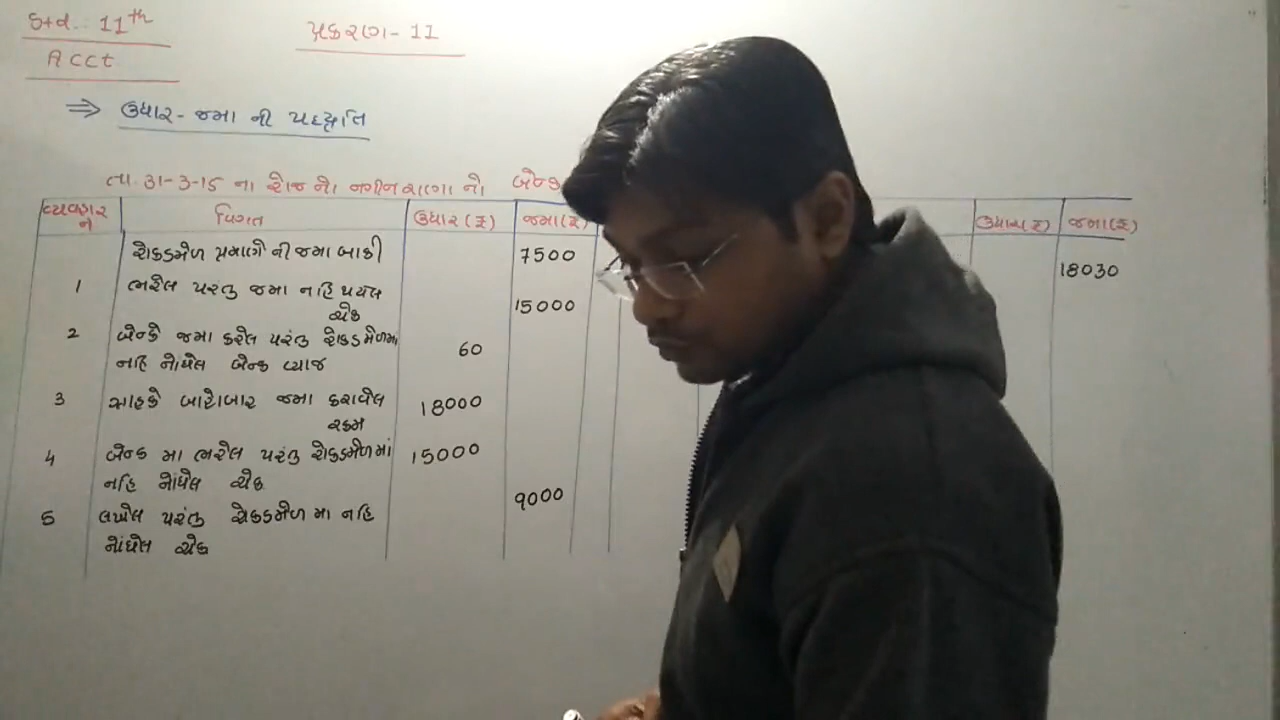 Std. : 11th
પ્રકરણ - 11
Acct
⇒ ઉધાર - જમા ની પધ્ધતિ
તા. 31-3-15 ના રોજ નો નગીન રાણા નો બેન્ક
વ્યવહાર નં વિગત ઉધાર (રૂ) જમા (રૂ) ઉધાર (રૂ) જમા (રૂ)
રોકડમેળ પ્રમાણે ની જમા બાકી 7500 18030
1 ભરેલ પરંતુ જમા નહિ થયેલ
ચેક 15000
2 બેન્કે જમા કરેલ પરંતુ રોકડમેળમાં
નહિ નોંધેલ બેન્ક વ્યાજ 60
3 ગ્રાહકે બારોબાર જમા કરાવેલ 18000
રકમ
4 બેન્ક મા ભરેલ પરંતુ રોકડમેળમાં 15000
નહિ નોંધેલ ચેક
5 લખેલ પરંતુ રોકડમેળ મા નહિ 9000
નોંધેલ ચેક